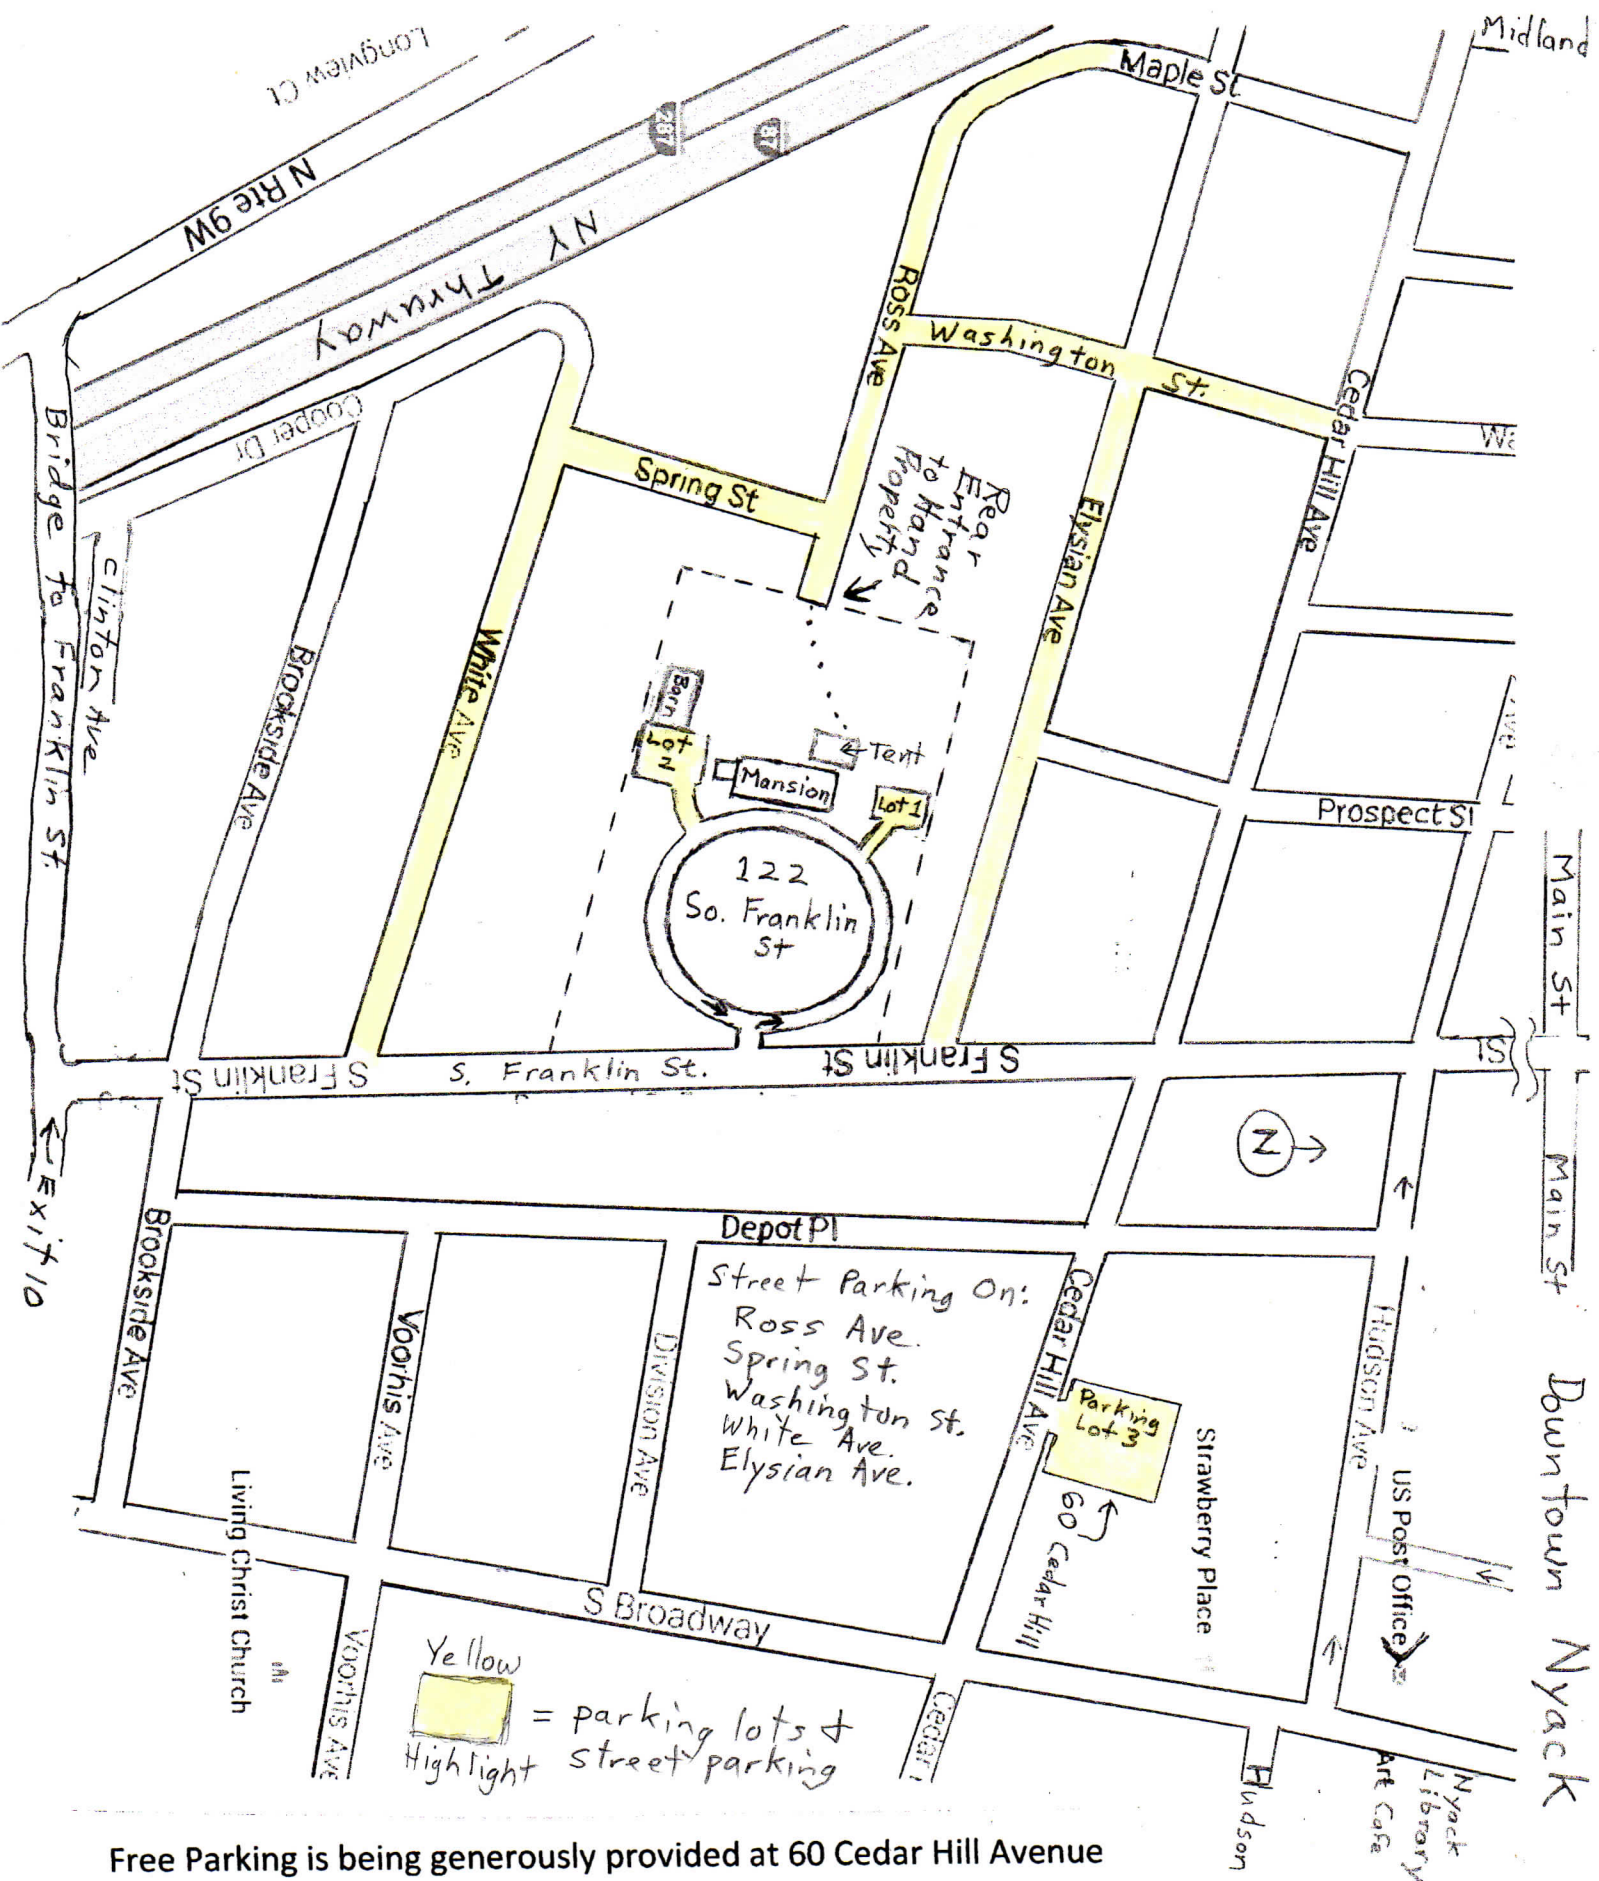 Midland
Longview Ct
Maple St
287
87
N Rte 9W
NY
Thruway
Ross Ave
Washington
St.
Cedar Hill Ave
Cooper Dr
Spring St
Rear
Entrance
to Hand
Property
Elysian Ave
Bridge to Franklin St.
Clinton Ave
Brookside Ave
White Ave
Barn
Lot
2
Tent
Mansion
Lot 1
Prospect St
122
So. Franklin
St
Main St
S Franklin St
S. Franklin St.
S Franklin St
St
N
Exit 10
Main St
Depot Pl
Brookside Ave
Voorhis Ave
Division Ave
Street Parking On:
Ross Ave.
Spring St.
Washington St.
White Ave.
Elysian Ave.
Cedar Hill Ave
Parking
Lot 3
60 Cedar Hill
Strawberry Place
Hudson Ave
US Post Office
Downtown Nyack
Living Christ Church
S Broadway
Voorhis Ave
Cedar
Hudson
Art Cafe
Nyack
Library
Yellow
Highlight
= parking lots &
street parking
Free Parking is being generously provided at 60 Cedar Hill Avenue